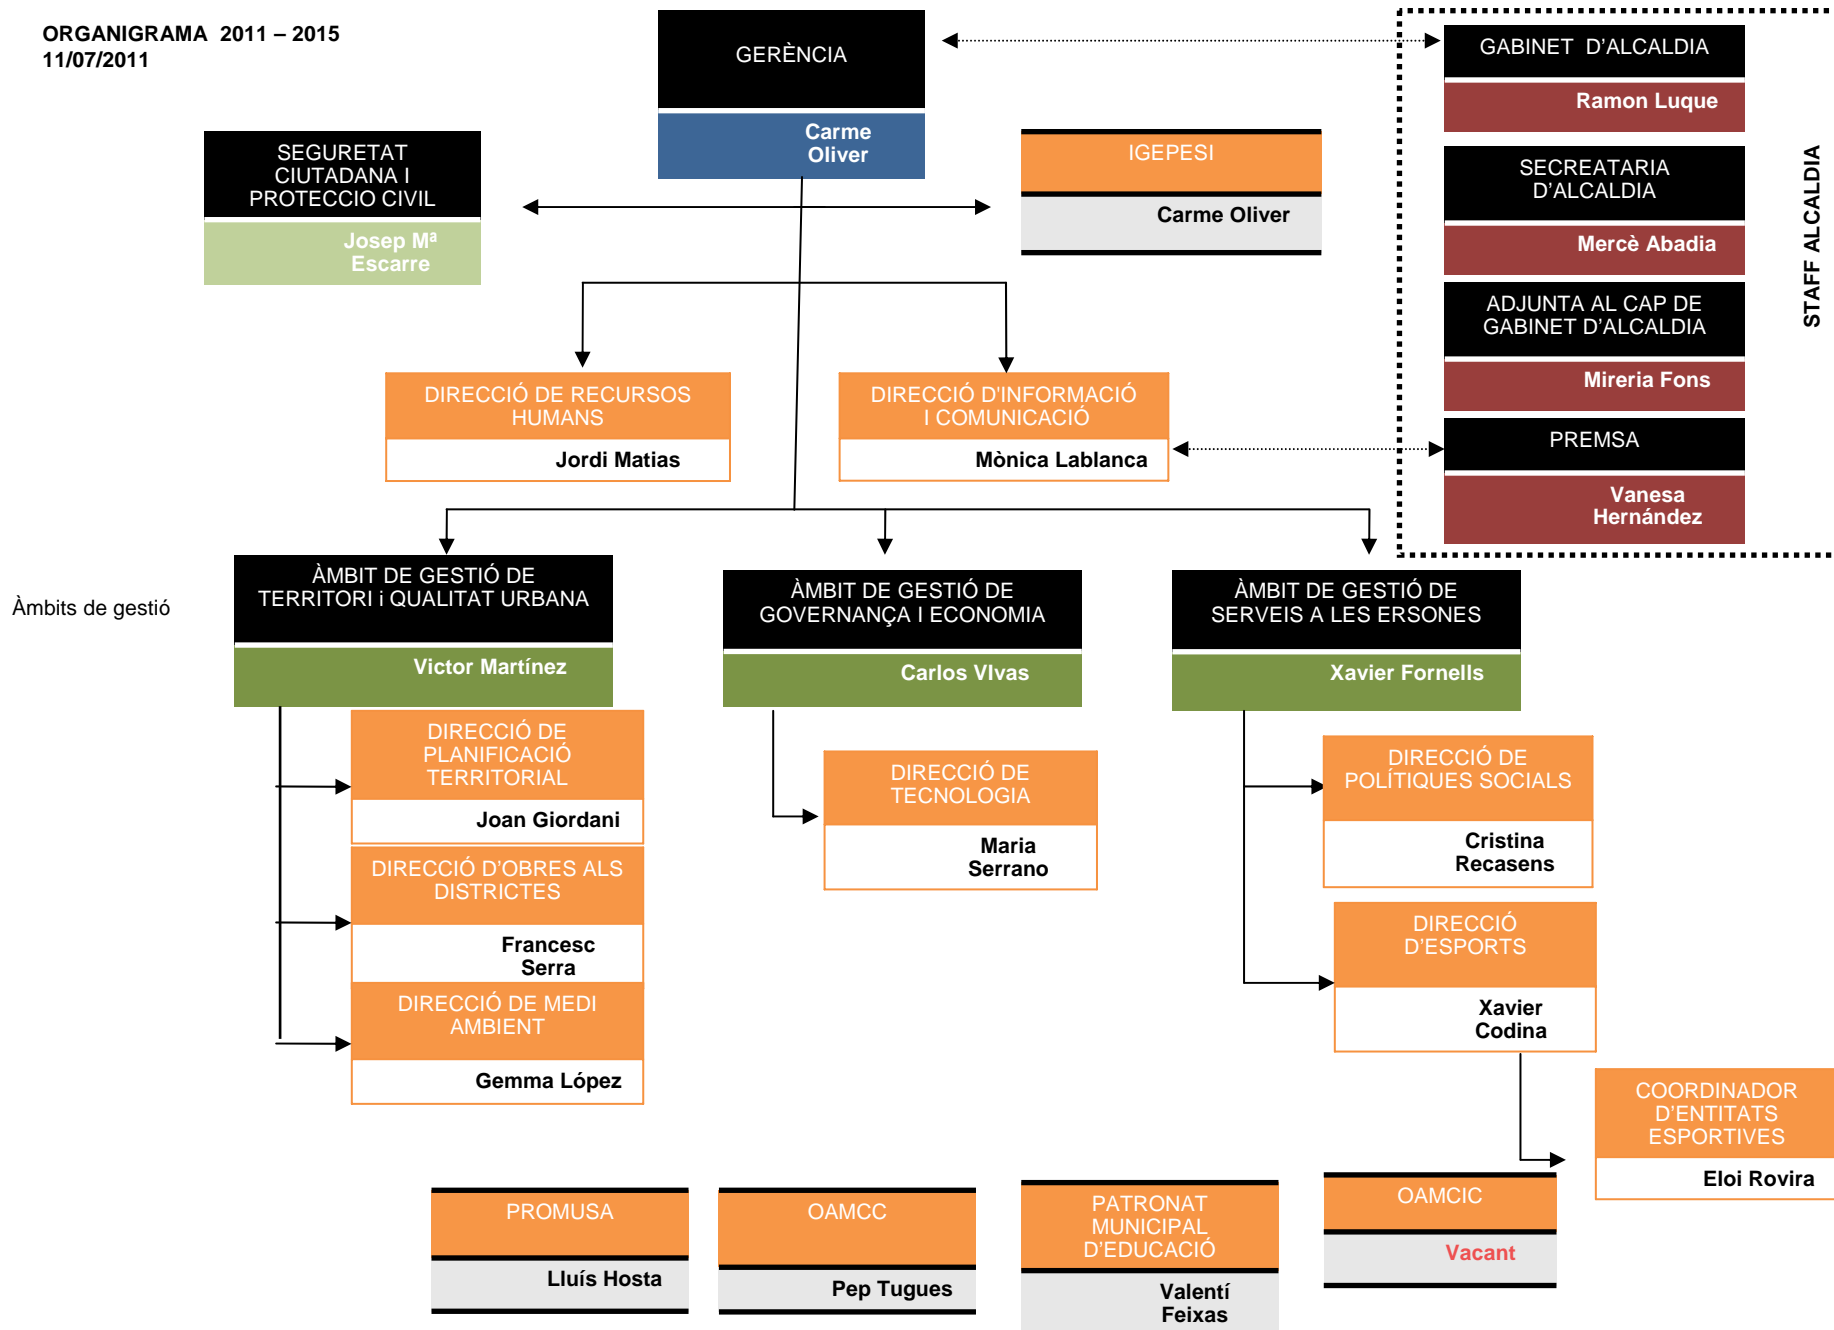 ORGANIGRAMA 2011 – 2015
11/07/2011
GERÈNCIA
Carme
Oliver
SEGURETAT
CIUTADANA I
PROTECCIO CIVIL
Josep Mª
Escarre
IGEPESI
Carme Oliver
GABINET D'ALCALDIA
Ramon Luque
SECREATARIA
D'ALCALDIA
Mercè Abadia
ADJUNTA AL CAP DE
GABINET D'ALCALDIA
Mireria Fons
PREMSA
Vanesa
Hernández
STAFF ALCALDIA
DIRECCIÓ DE RECURSOS
HUMANS
Jordi Matias
DIRECCIÓ D'INFORMACIÓ
I COMUNICACIÓ
Mònica Lablanca
Àmbits de gestió
ÀMBIT DE GESTIÓ DE
TERRITORI i QUALITAT URBANA
Victor Martínez
ÀMBIT DE GESTIÓ DE
GOVERNANÇA I ECONOMIA
Carlos VIvas
ÀMBIT DE GESTIÓ DE
SERVEIS A LES ERSONES
Xavier Fornells
DIRECCIÓ DE
PLANIFICACIÓ
TERRITORIAL
Joan Giordani
DIRECCIÓ D'OBRES ALS
DISTRICTES
Francesc
Serra
DIRECCIÓ DE MEDI
AMBIENT
Gemma López
DIRECCIÓ DE
TECNOLOGIA
Maria
Serrano
DIRECCIÓ DE
POLÍTIQUES SOCIALS
Cristina
Recasens
DIRECCIÓ
D'ESPORTS
Xavier
Codina
COORDINADOR
D'ENTITATS
ESPORTIVES
Eloi Rovira
PROMUSA
Lluís Hosta
OAMCC
Pep Tugues
PATRONAT
MUNICIPAL
D'EDUCACIÓ
Valentí
Feixas
OAMCIC
Vacant